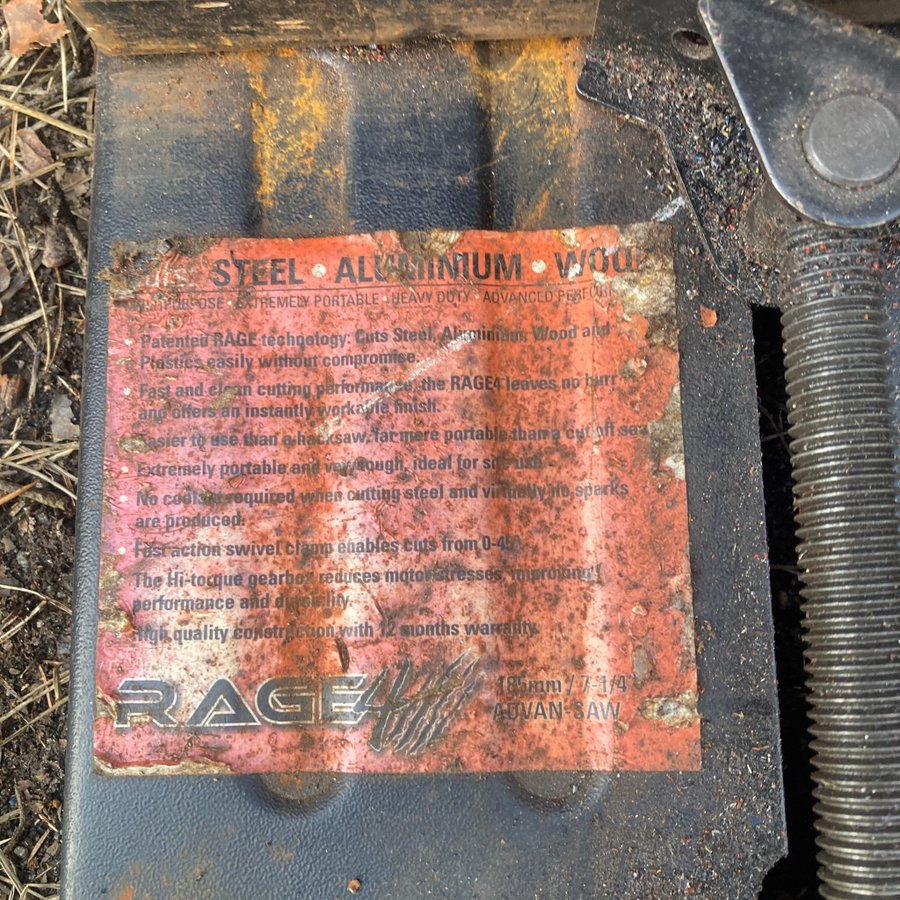 STEEL • ALUMINIUM • WOO
EXTREMELY PORTABLE • HEAVY DUTY • ADVANCED
• Patented RAGE technology: Cuts Steel, Aluminium, Wood and
Plastics easily without compromise.
• Fast and clean cutting performance, the RAGE4 leaves no burr
and offers an instantly workable finish.
• Easier to use than a hacksaw, far more portable than a cut off saw
• Extremely portable and very tough, ideal for site use
• No coolant required when cutting steel and virtually no sparks
are produced.
• Fast action swivel clamp enables cuts from 0-45
The Hi-torque gearbox reduces motor stresses, improving
performance and durability.
High quality construction with 12 months warranty.
RAGE4
185mm / 7-1/4"
ADVAN-SAW